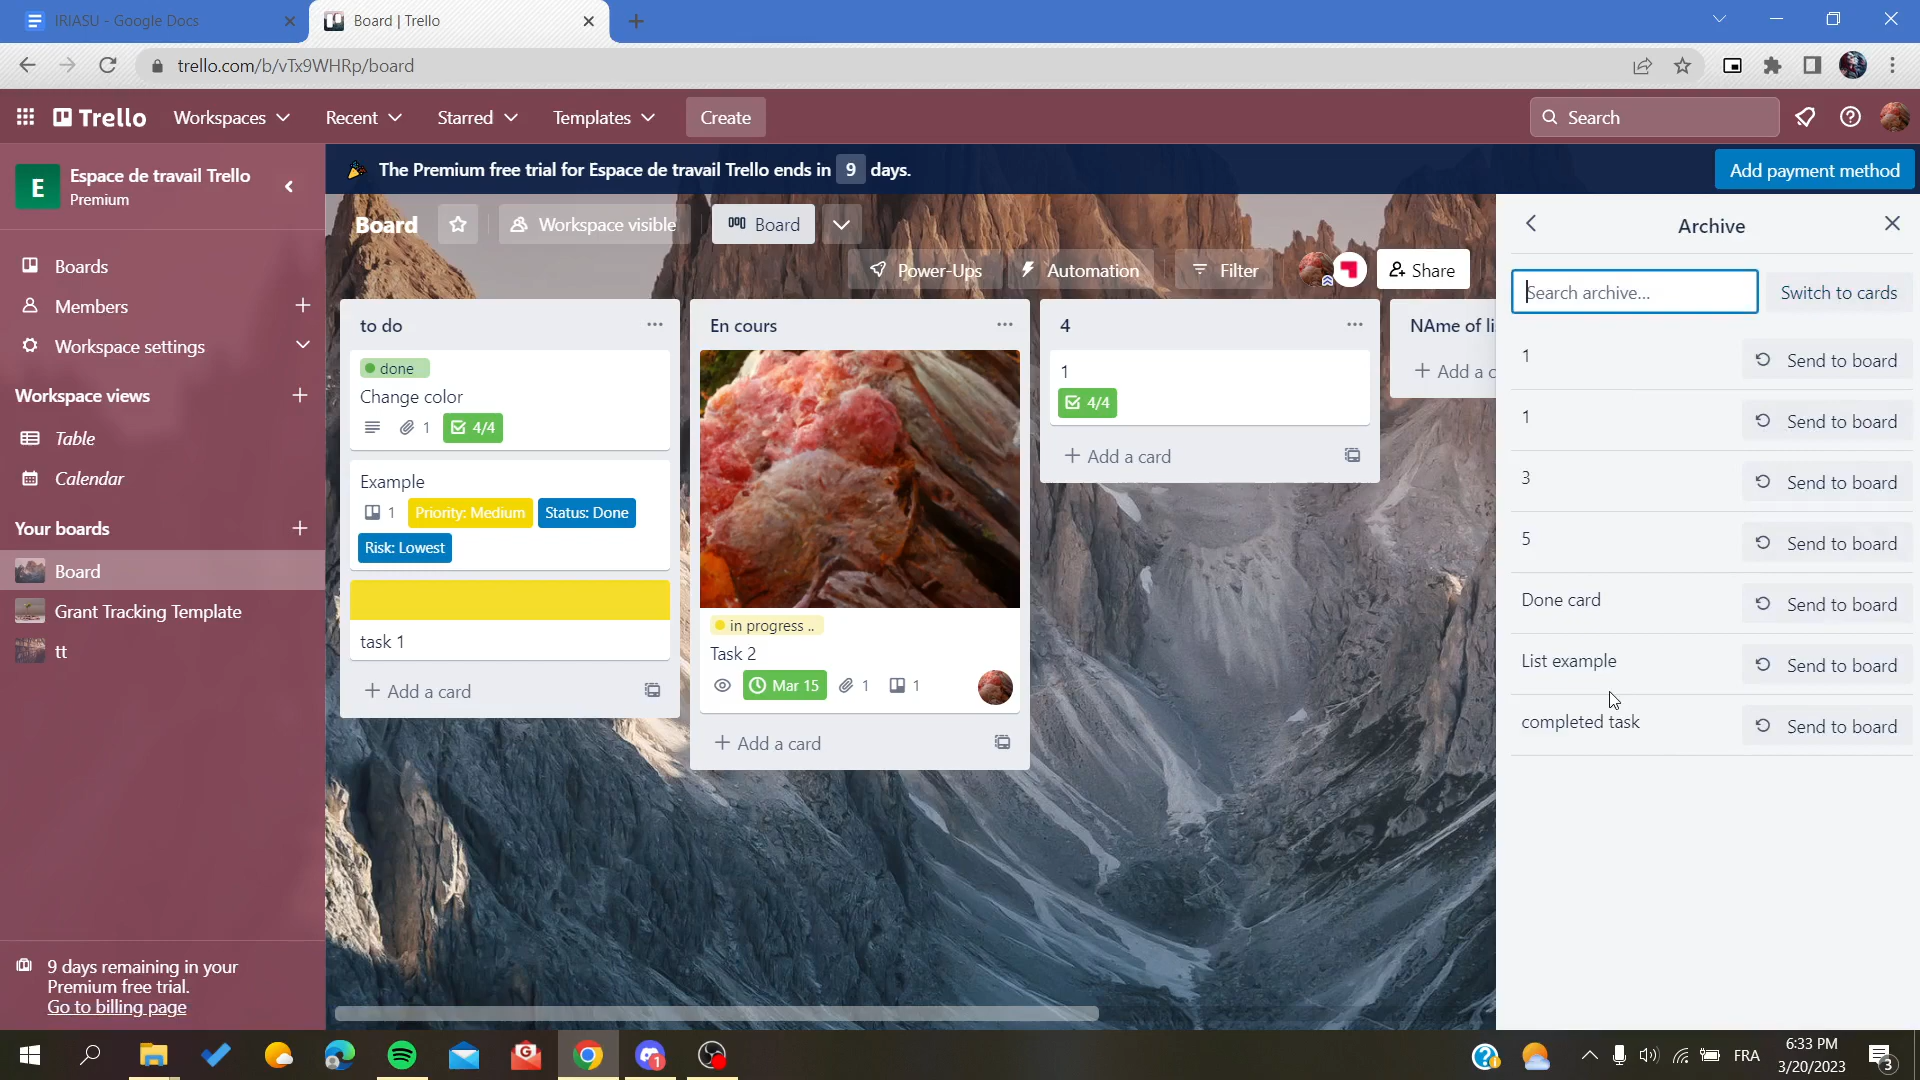 IRIASU - Google Docs
Board | Trello
trello.com/b/vTx9WHRp/board
Trello
Workspaces
Recent
Starred
Templates
Create
Search
E
Espace de travail Trello
Premium
The Premium free trial for Espace de travail Trello ends in 9 days.
Add payment method
Boards
Members
Workspace settings
Workspace views
Table
Calendar
Your boards
Board
Grant Tracking Template
tt
9 days remaining in your
Premium free trial.
Go to billing page
Board
Workspace visible
Board
Power-Ups
Automation
Filter
Share
to do
done
Change color
1
4/4
Example
1
Priority: Medium
Status: Done
Risk: Lowest
task 1
Add a card
En cours
in progress ..
Task 2
Mar 15
1
1
Add a card
4
1
4/4
Add a card
NAme of li
Add a c
Archive
Search archive...
Switch to cards
1
Send to board
1
Send to board
3
Send to board
5
Send to board
Done card
Send to board
List example
Send to board
completed task
Send to board
1
FRA
6:33 PM
3/20/2023
3